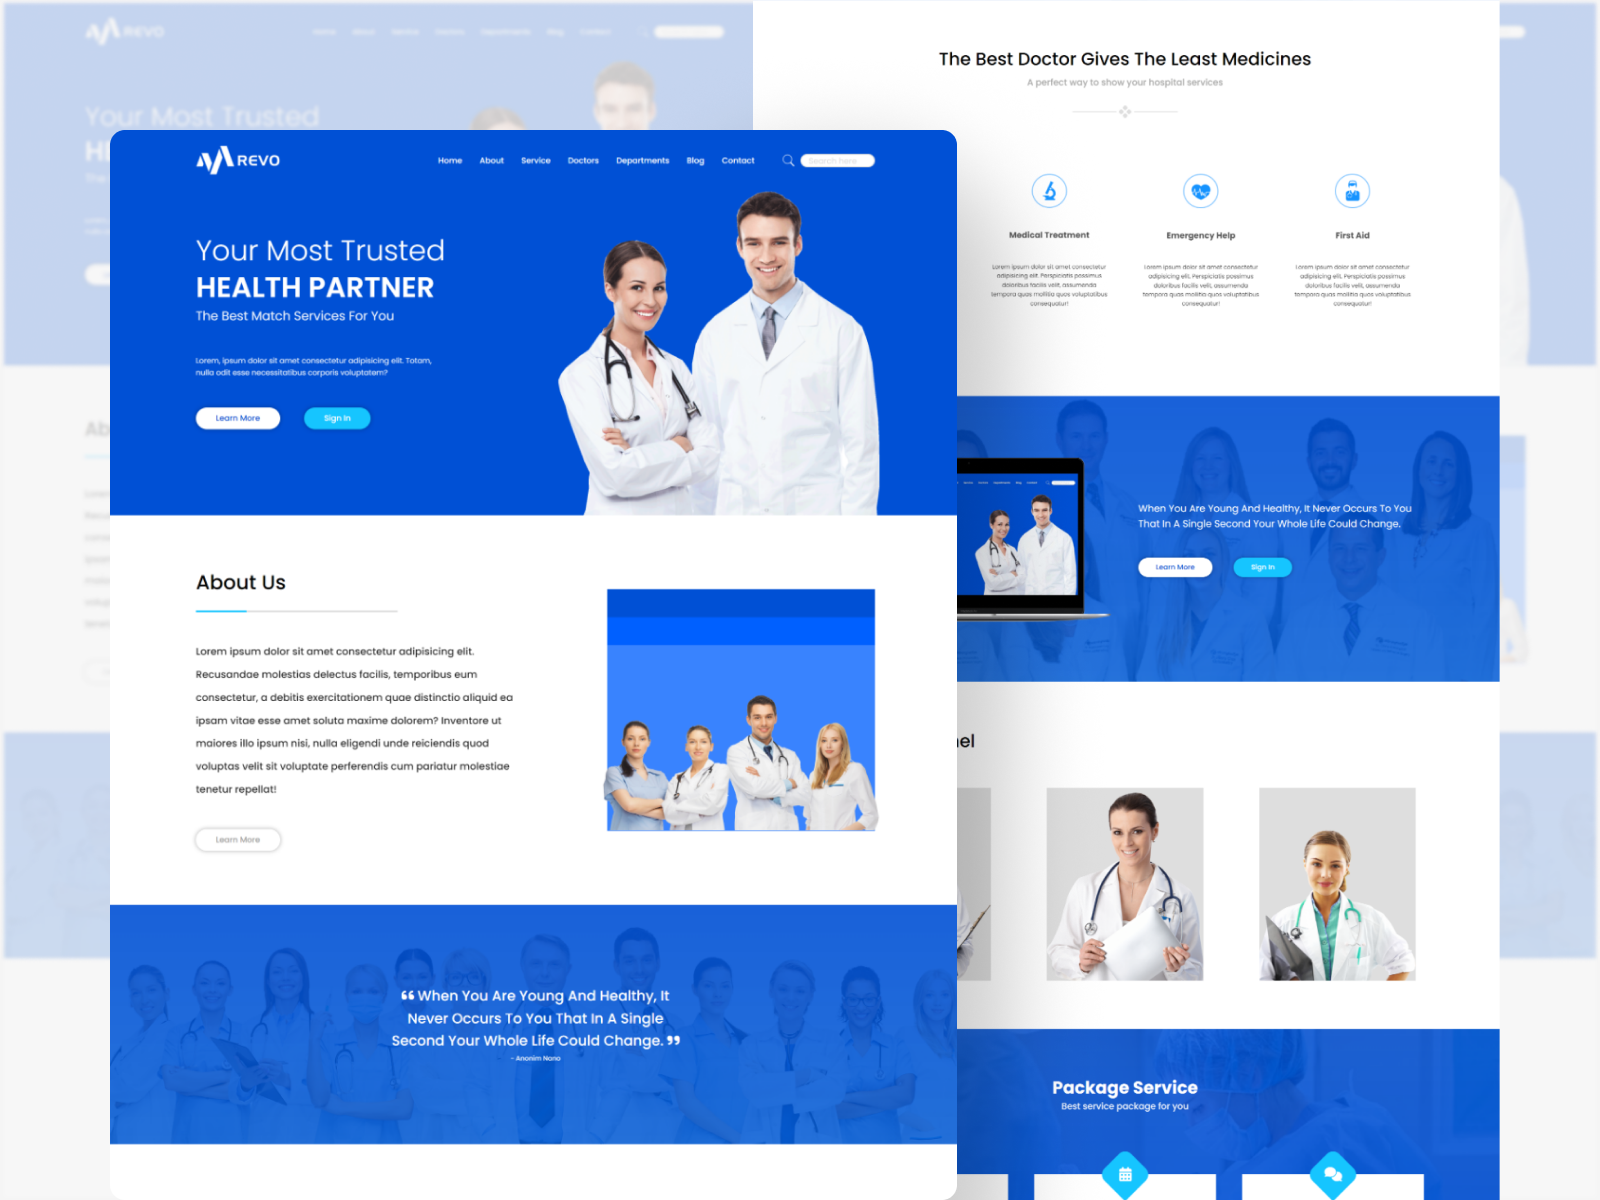 REVO
Home About Service Doctors Departments Blog Contact
Search here
Your Most Trusted
HEALTH PARTNER
The Best Match Services For You
Lorem, ipsum dolor sit amet consectetur adipisicing elit. Totam,
nulla odit esse necessitatibus corporis voluptatem?
Learn More
Sign In
About Us
Lorem ipsum dolor sit amet consectetur adipisicing elit.
Recusandae molestias delectus facilis, temporibus eum
consectetur, a debitis exercitationem quae distinctio aliquid ea
ipsam vitae esse amet soluta maxime dolorem? Inventore ut
maiores illo ipsum nisi, nulla eligendi unde reiciendis quod
voluptas velit sit voluptate perferendis cum pariatur molestiae
tenetur repellat!
Learn More
“ When You Are Young And Healthy, It
Never Occurs To You That In A Single
Second Your Whole Life Could Change. ”
- Anonim Nano
The Best Doctor Gives The Least Medicines
A perfect way to show your hospital services
Medical Treatment
Lorem ipsum dolor sit amet consectetur
adipisicing elit. Perspiciatis possimus
doloribus facilis velit, assumenda
tempora quas mollitia quos voluptatibus
consequatur!
Emergency Help
Lorem ipsum dolor sit amet consectetur
adipisicing elit. Perspiciatis possimus
doloribus facilis velit, assumenda
tempora quas mollitia quos voluptatibus
consequatur!
First Aid
Lorem ipsum dolor sit amet consectetur
adipisicing elit. Perspiciatis possimus
doloribus facilis velit, assumenda
tempora quas mollitia quos voluptatibus
consequatur!
When You Are Young And Healthy, It Never Occurs To You
That In A Single Second Your Whole Life Could Change.
Learn More
Sign In
nel
Package Service
Best service package for you